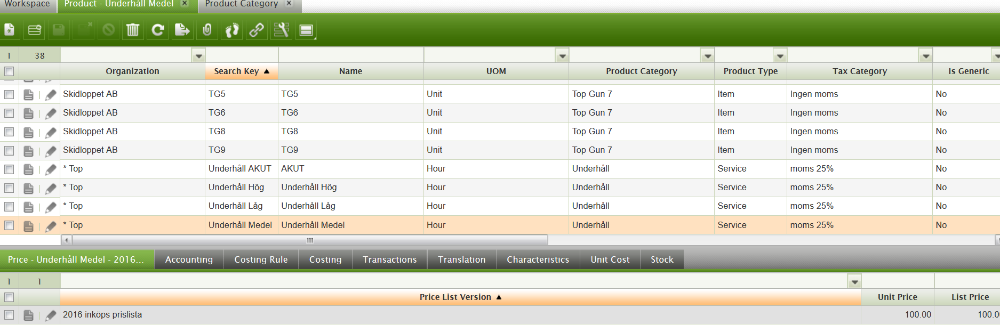 Workspace Product - Underhåll Medel × Product Category ×
1 38
Organization Search Key ▲ Name UOM Product Category Product Type Tax Category Is Generic
Skidloppet AB TG5 TG5 Unit Top Gun 7 Item Ingen moms No
Skidloppet AB TG6 TG6 Unit Top Gun 7 Item Ingen moms No
Skidloppet AB TG8 TG8 Unit Top Gun 7 Item Ingen moms No
Skidloppet AB TG9 TG9 Unit Top Gun 7 Item Ingen moms No
* Top Underhåll AKUT AKUT Hour Underhåll Service moms 25% No
* Top Underhåll Hög Underhåll Hög Hour Underhåll Service moms 25% No
* Top Underhåll Låg Underhåll Låg Hour Underhåll Service moms 25% No
* Top Underhåll Medel Underhåll Medel Hour Underhåll Service moms 25% No
Price - Underhåll Medel - 2016... Accounting Costing Rule Costing Transactions Translation Characteristics Unit Cost Stock
1 1
Price List Version ▲ Unit Price List Price
2016 inköps prislista 100.00 100.0